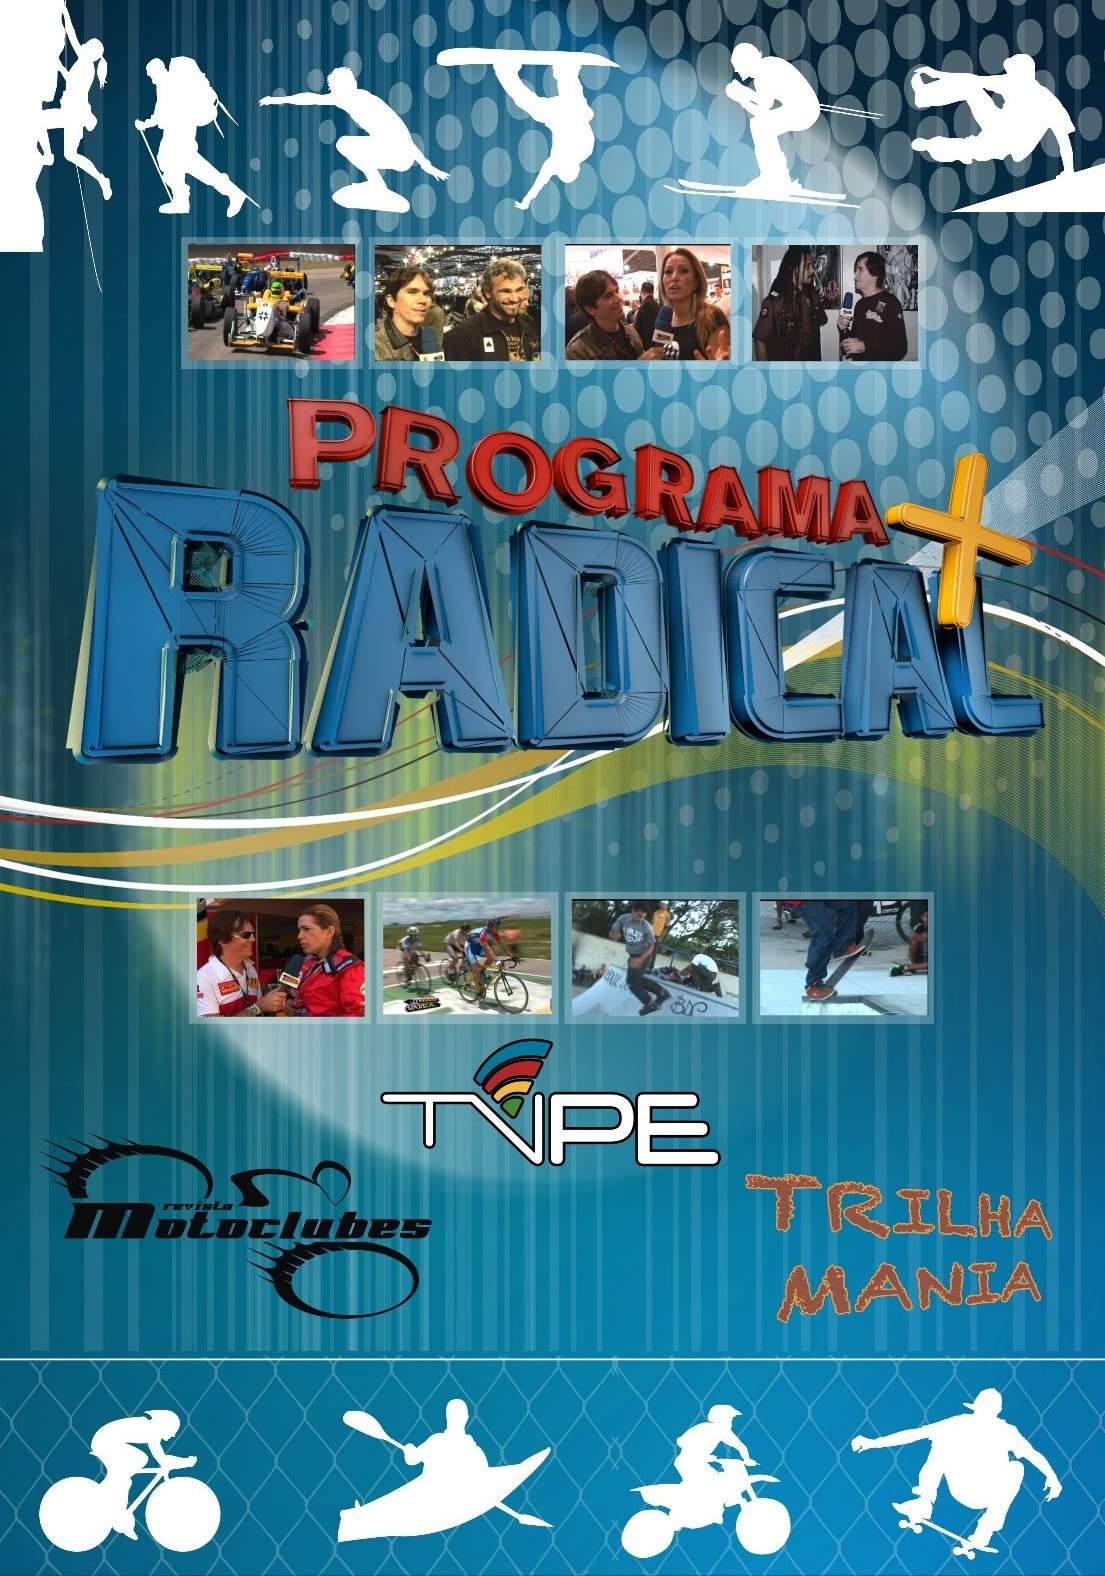 PROGRAMA
RADICAL+
TVPE
revista
Motoclubes
TRILHA
MANIA